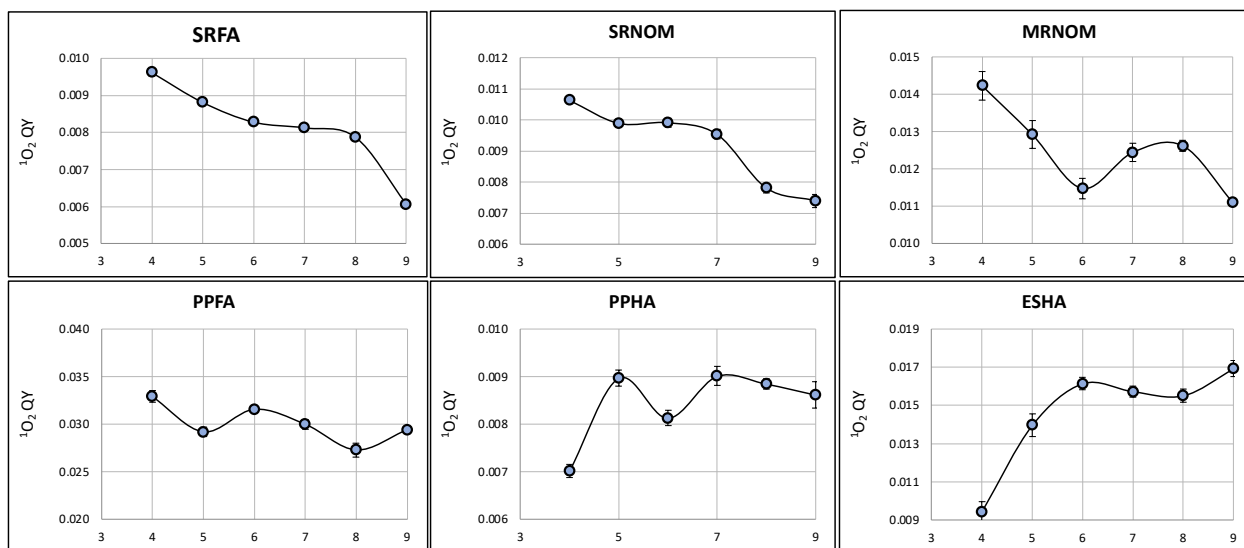 SRFA
0.010
0.009
0.008
0.007
0.006
0.005
¹O₂ QY
3 4 5 6 7 8 9
SRNOM
0.012
0.011
0.010
0.009
0.008
0.007
0.006
¹O₂ QY
3 5 7 9
MRNOM
0.015
0.014
0.013
0.012
0.011
0.010
¹O₂ QY
3 4 5 6 7 8 9
PPFA
0.040
0.035
0.030
0.025
0.020
¹O₂ QY
3 4 5 6 7 8 9
PPHA
0.010
0.009
0.008
0.007
0.006
¹O₂ QY
3 5 7 9
ESHA
0.019
0.017
0.015
0.013
0.011
0.009
¹O₂ QY
3 4 5 6 7 8 9